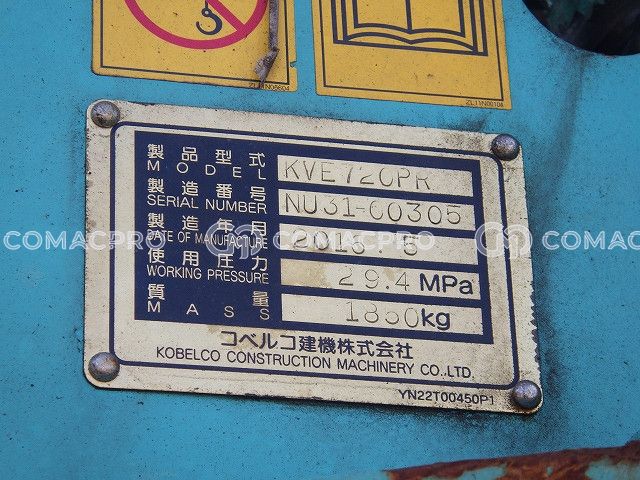 ZL11N00104
製品型式
MODEL
KVE720PR
製造番号
SERIAL NUMBER
NU31-00305
製造年月
DATE OF MANUFACTURE
使用圧力
WORKING PRESSURE
29.4 MPa
質量
MASS
1850kg
コベルコ建機株式会社
KOBELCO CONSTRUCTION MACHINERY CO.,LTD.
YN22T00450P1
COMACPRO
COMACPRO
COMACPRO